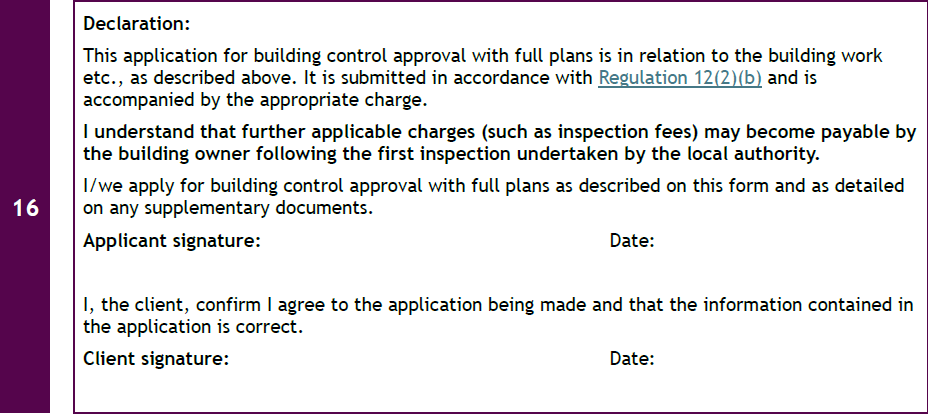 16
Declaration:
This application for building control approval with full plans is in relation to the building work
etc., as described above. It is submitted in accordance with Regulation 12(2)(b) and is
accompanied by the appropriate charge.
I understand that further applicable charges (such as inspection fees) may become payable by
the building owner following the first inspection undertaken by the local authority.
I/we apply for building control approval with full plans as described on this form and as detailed
on any supplementary documents.
Applicant signature: Date:
I, the client, confirm I agree to the application being made and that the information contained in
the application is correct.
Client signature: Date: